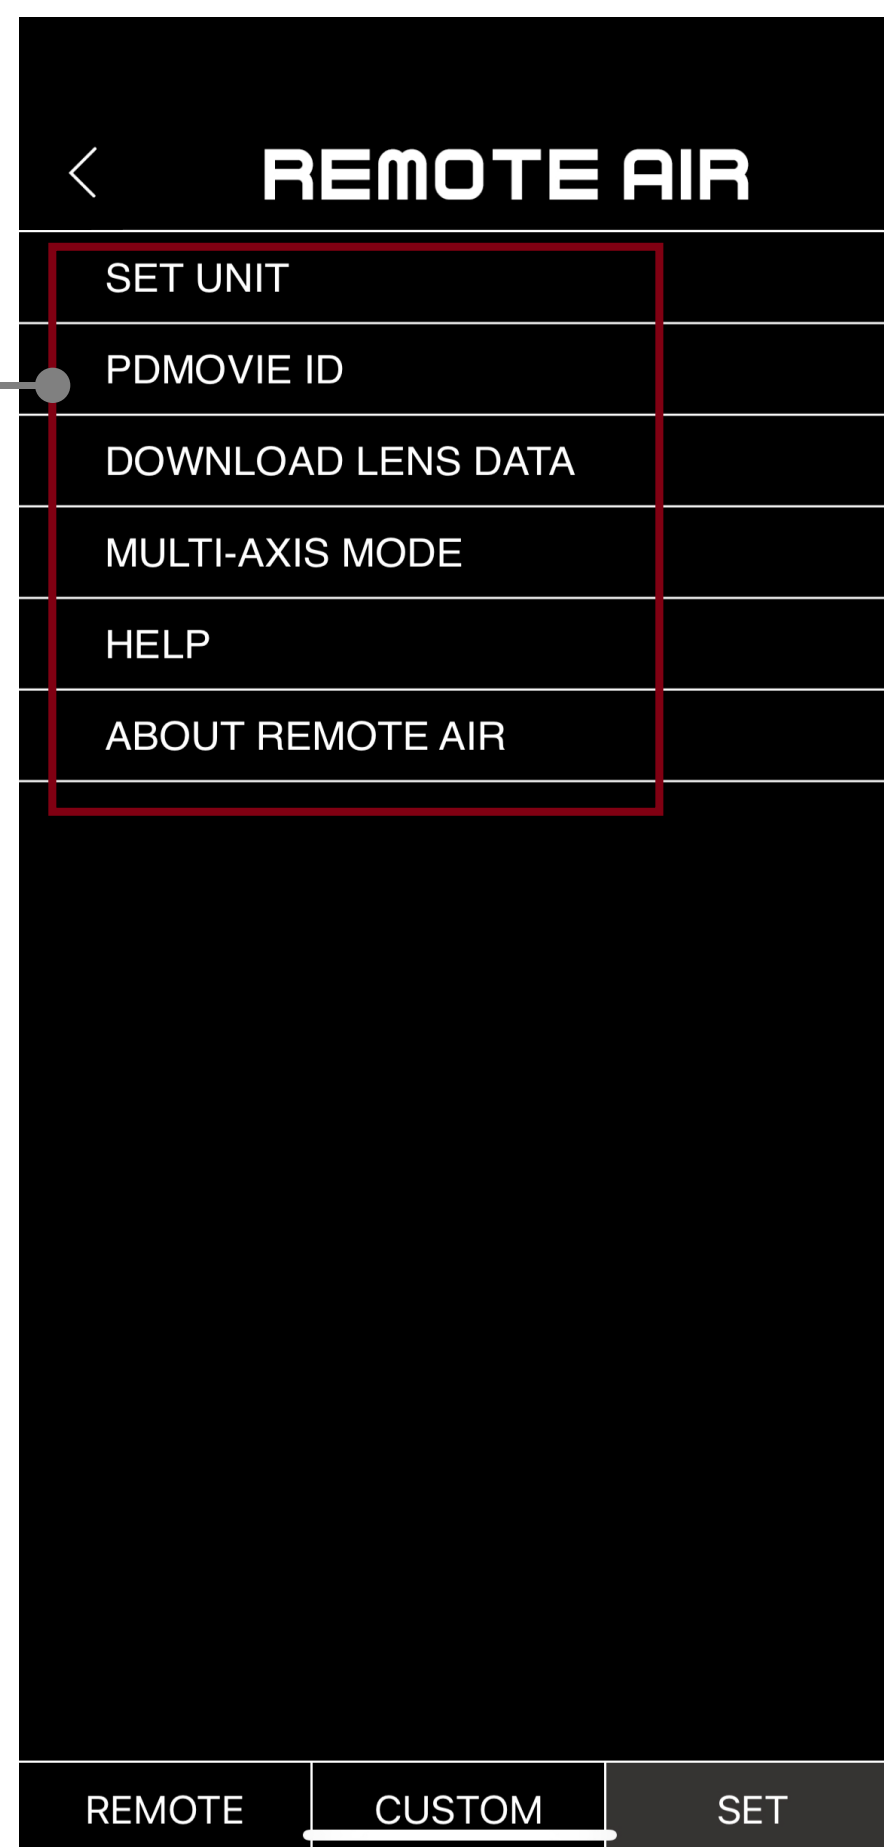 REMOTE AIR
SET UNIT
PDMOVIE ID
DOWNLOAD LENS DATA
MULTI-AXIS MODE
HELP
ABOUT REMOTE AIR
REMOTE CUSTOM SET